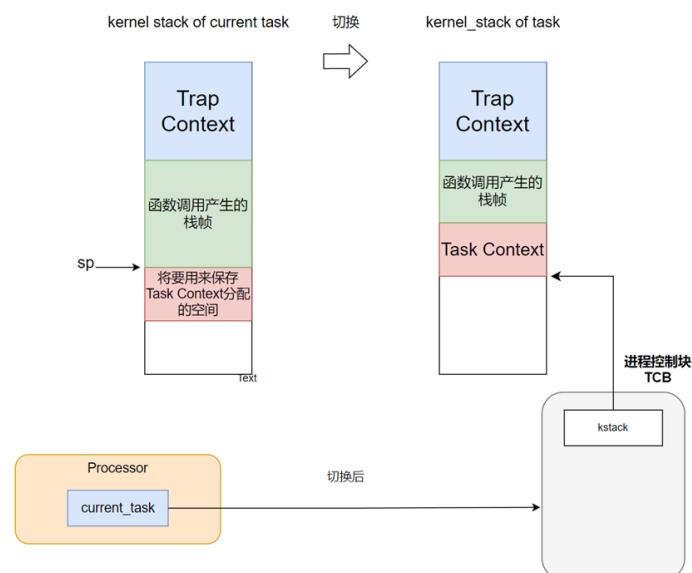 kernel stack of current task
切换
kernel_stack of task
Trap
Context
Trap
Context
函数调用产生的
栈帧
函数调用产生的
栈帧
sp
将要用来保存
Task Context分配
的空间
Task Context
Text
进程控制块
TCB
kstack
Processor
current_task
切换后